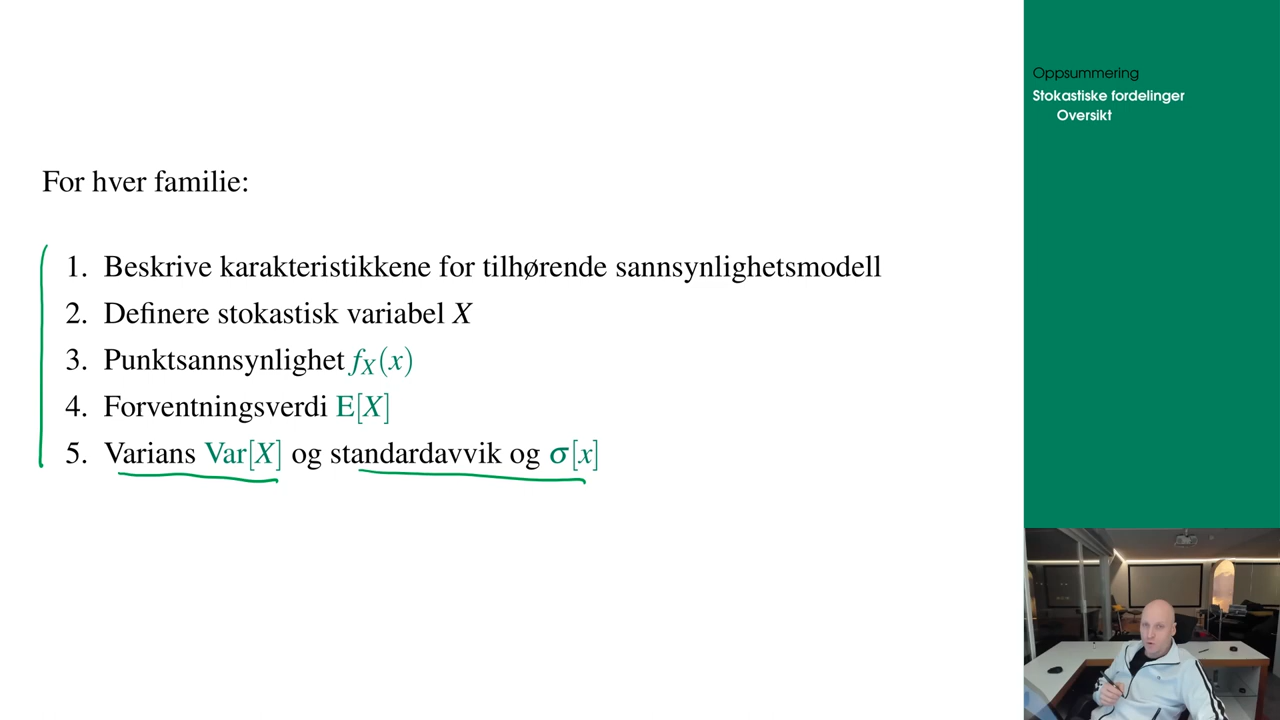 For hver familie:
1. Beskrive karakteristikkene for tilhørende sannsynlighetsmodell
2. Definere stokastisk variabel X
3. Punktsannsynlighet f_X(x)
4. Forventningsverdi E[X]
5. Varians Var[X] og standardavvik og σ[x]
Oppsummering
Stokastiske fordelinger
Oversikt